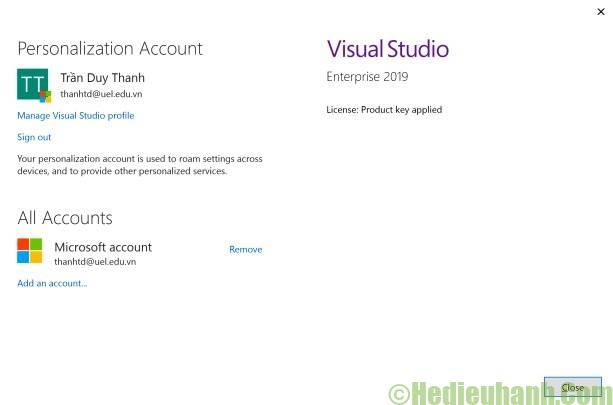 Personalization Account
TT
Trần Duy Thanh
thanhtd@uel.edu.vn
Manage Visual Studio profile
Sign out
Your personalization account is used to roam settings across
devices, and to provide other personalized services.
All Accounts
Microsoft account
Remove
thanhtd@uel.edu.vn
Add an account...
Visual Studio
Enterprise 2019
License: Product key applied
Close
©Hedieuhanh.Com